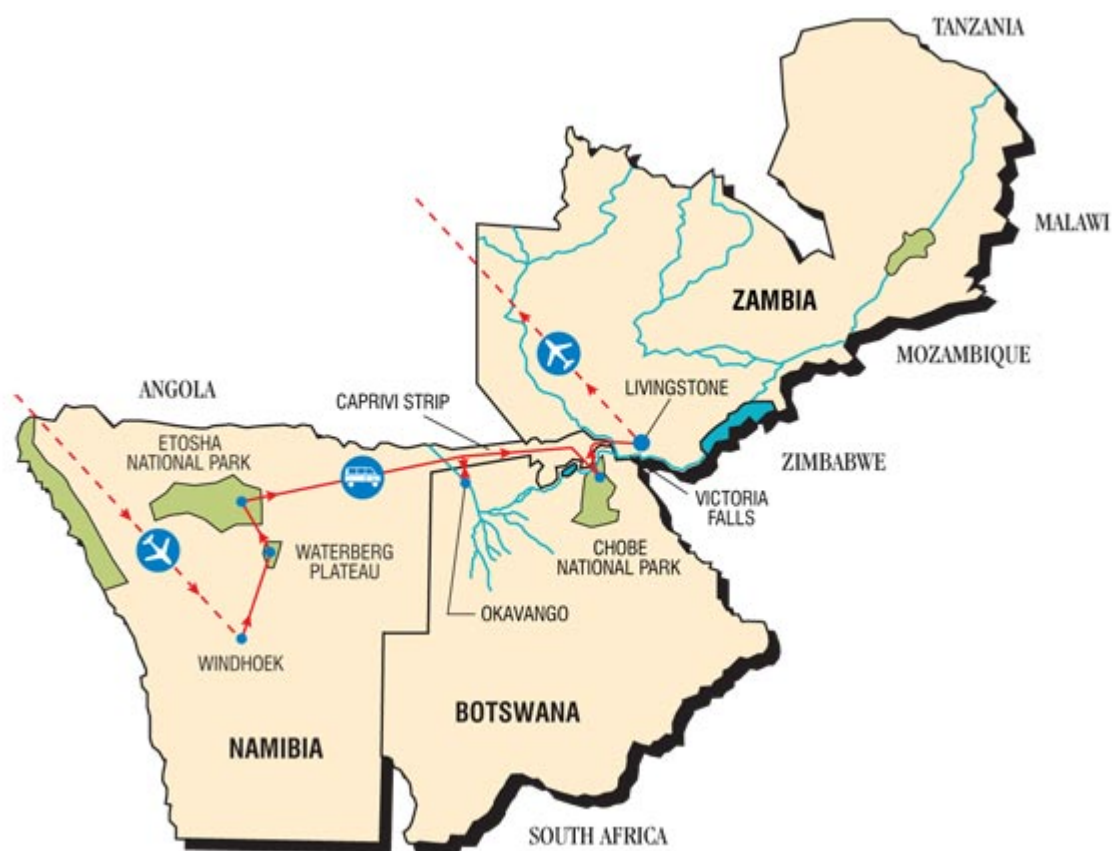 TANZANIA
MALAWI
ZAMBIA
MOZAMBIQUE
LIVINGSTONE
ANGOLA
CAPRIVI STRIP
ETOSHA
NATIONAL PARK
ZIMBABWE
VICTORIA
FALLS
WATERBERG
PLATEAU
CHOBE
NATIONAL PARK
OKAVANGO
WINDHOEK
BOTSWANA
NAMIBIA
SOUTH AFRICA